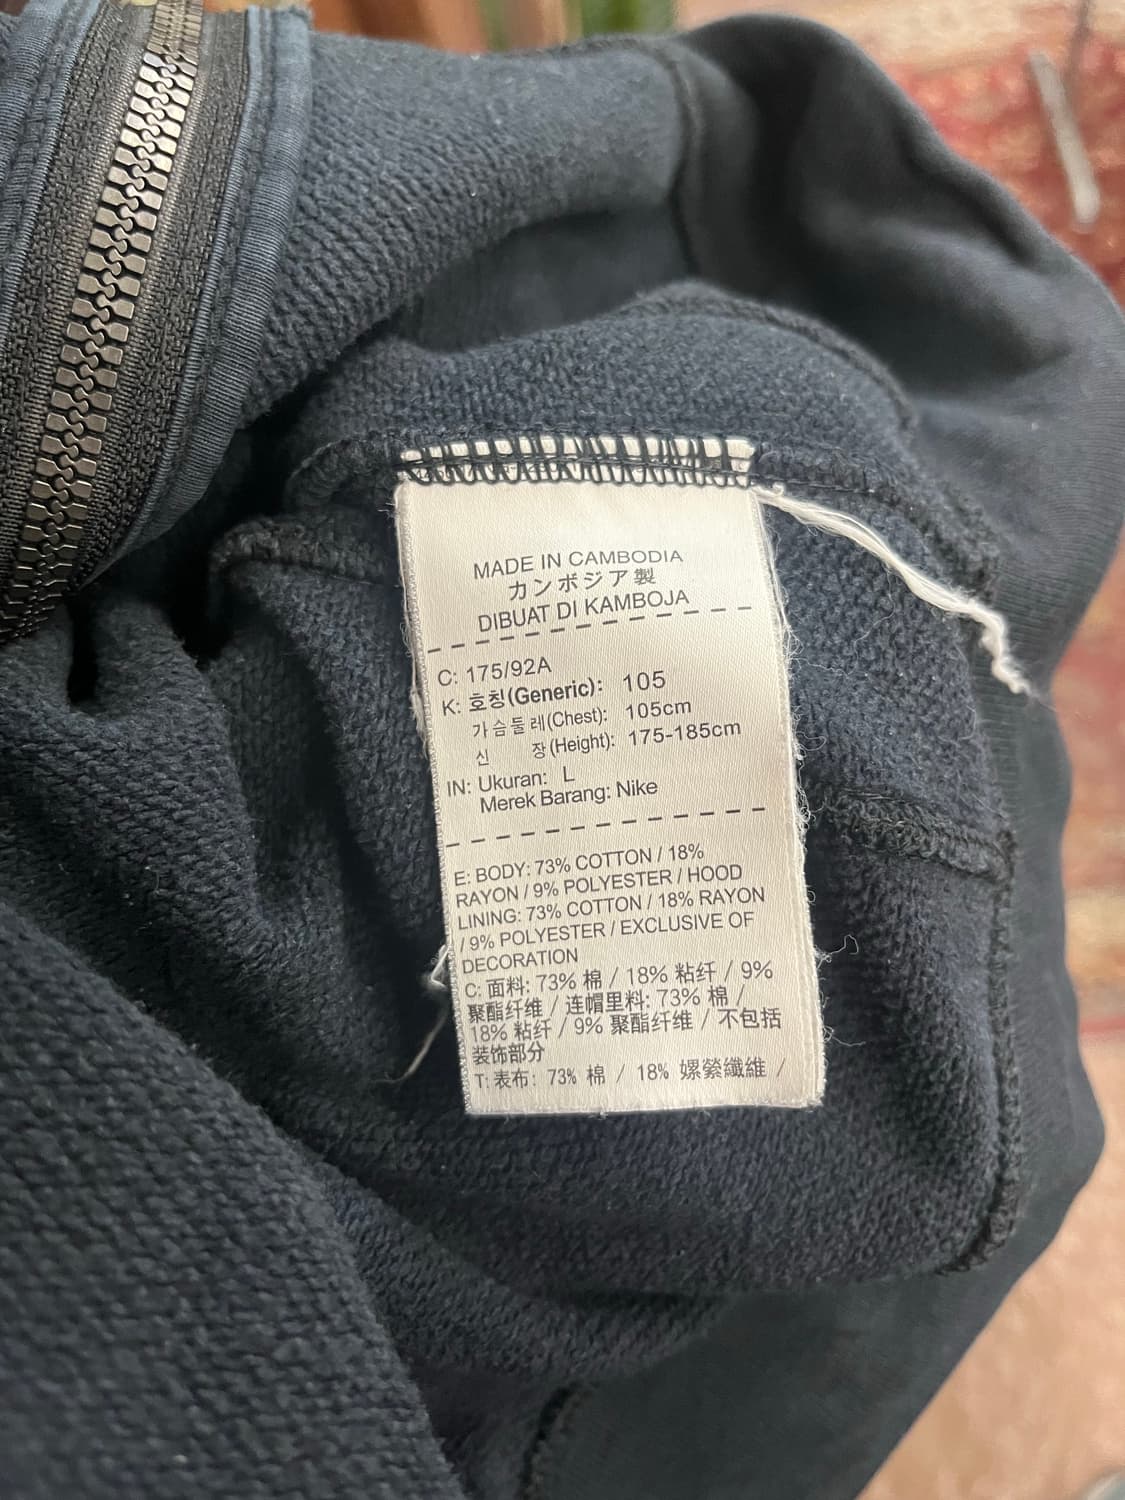 MADE IN CAMBODIA
カンボジア製
DIBUAT DI KAMBOJA
C: 175/92A
K: 호칭(Generic): 105
가슴둘레(Chest): 105cm
신 장(Height): 175-185cm
IN: Ukuran: L
Merek Barang: Nike
E: BODY: 73% COTTON / 18%
RAYON / 9% POLYESTER / HOOD
LINING: 73% COTTON / 18% RAYON
/ 9% POLYESTER / EXCLUSIVE OF
DECORATION
C: 面料: 73% 棉 / 18% 粘纤 / 9%
聚酯纤维 / 连帽里料: 73% 棉 /
18% 粘纤 / 9% 聚酯纤维 / 不包括
装饰部分
T: 表布: 73% 棉 / 18% 嫘縈纖維 /